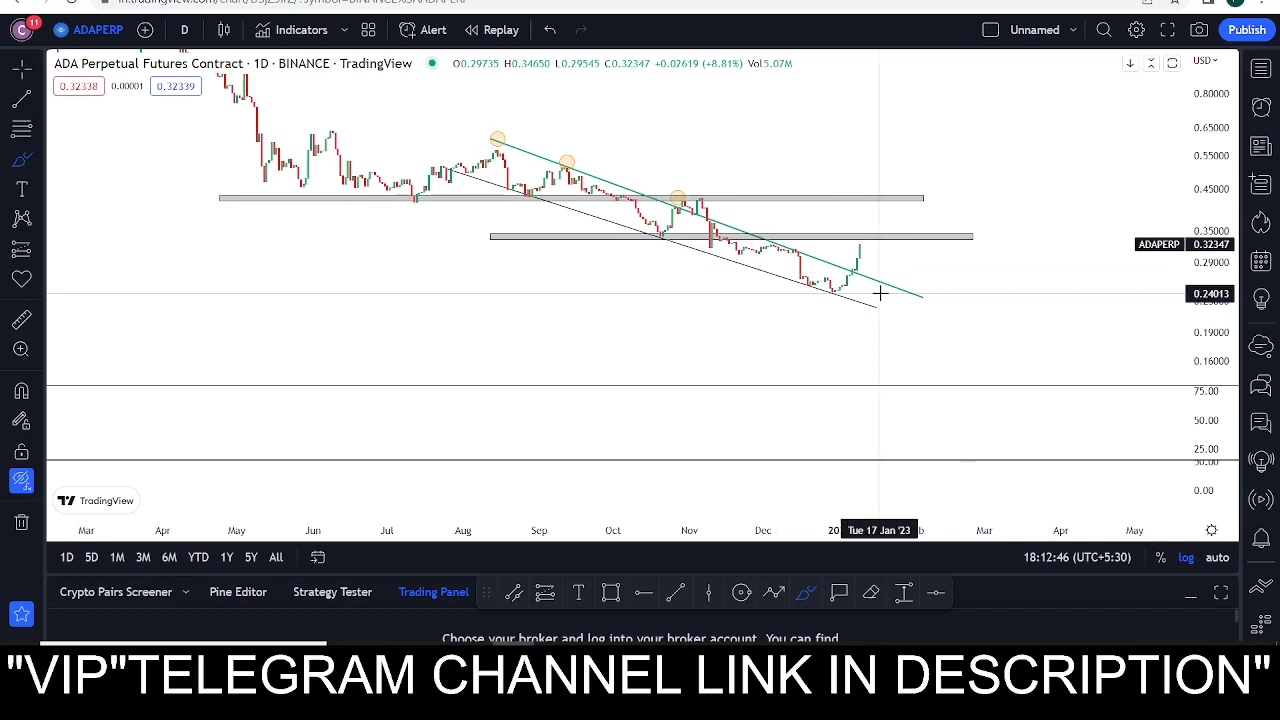 C 11 ADAPERP D Indicators Alert Replay Unnamed Publish
ADA Perpetual Futures Contract · 1D · BINANCE · TradingView O0.29735 H0.34650 L0.29545 C0.32347 +0.02619 (+8.81%) Vol5.07M USD
0.32338 0.00001 0.32339
0.80000
0.65000
0.55000
0.45000
0.35000
ADAPERP 0.32347
0.29000
0.24013
0.19000
0.16000
75.00
50.00
25.00
50.00
0.00
TradingView
Mar Apr May Jun Jul Aug Sep Oct Nov Dec 20 Tue 17 Jan '23 Mar Apr May
1D 5D 1M 3M 6M YTD 1Y 5Y All 18:12:46 (UTC+5:30) % log auto
Crypto Pairs Screener Pine Editor Strategy Tester Trading Panel
Choose your broker and log into your broker account. You can find
"VIP"TELEGRAM CHANNEL LINK IN DESCRIPTION"